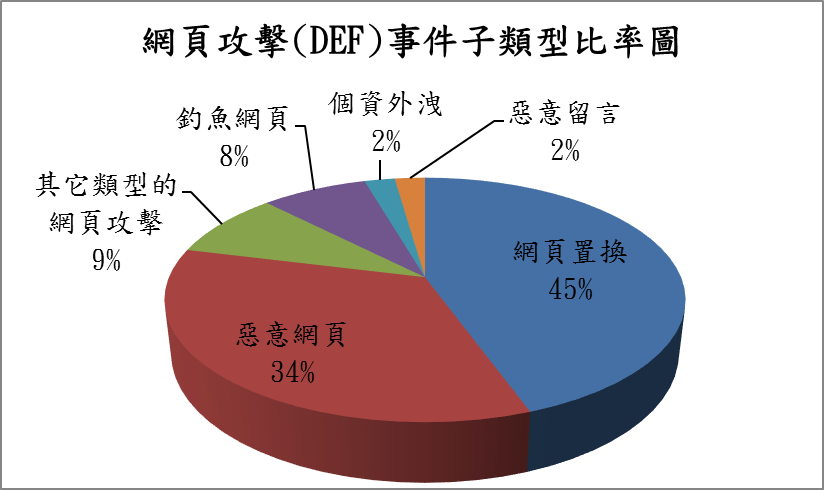 網頁攻擊(DEF)事件子類型比率圖
個資外洩
2%
惡意留言
2%
釣魚網頁
8%
其它類型的
網頁攻擊
9%
網頁置換
45%
惡意網頁
34%